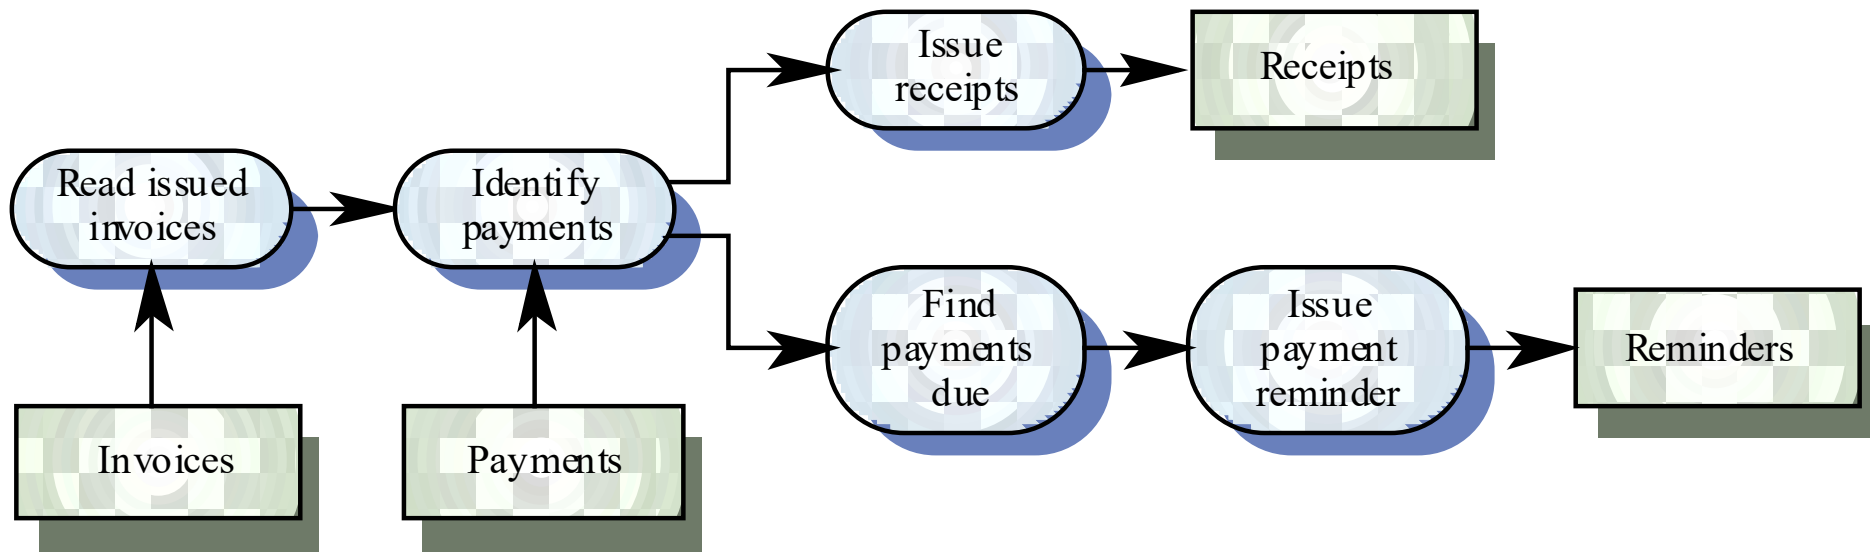 Issue
receipts
Receipts
Read issued
invoices
Identify
payments
Find
payments
due
Issue
payment
reminder
Reminders
Invoices
Payments